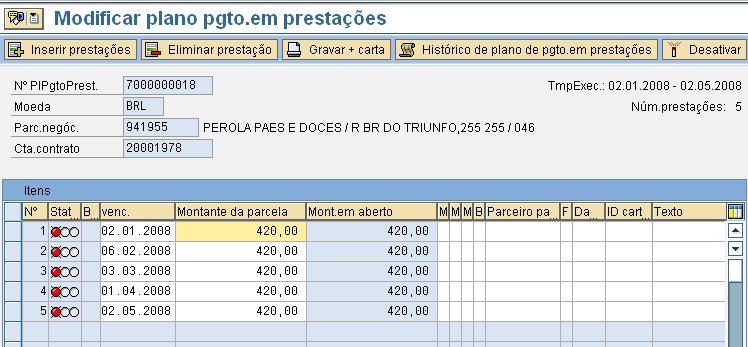 Modificar plano pgto.em prestações
Inserir prestações Eliminar prestação Gravar + carta Histórico de plano de pgto.em prestações Desativar
Nº PlPgtoPrest. 7000000018 TmpExec.: 02.01.2008 - 02.05.2008
Moeda BRL Núm.prestações: 5
Parc.negóc. 941955 PEROLA PAES E DOCES / R BR DO TRIUNFO,255 255 / 046
Cta.contrato 20001978
Itens
Nº Stat.. B.. venc. Montante da parcela Mont.em aberto M M M B Parceiro pa... F Da... ID cart... Texto
1 02.01.2008 420,00 420,00
2 06.02.2008 420,00 420,00
3 03.03.2008 420,00 420,00
4 01.04.2008 420,00 420,00
5 02.05.2008 420,00 420,00